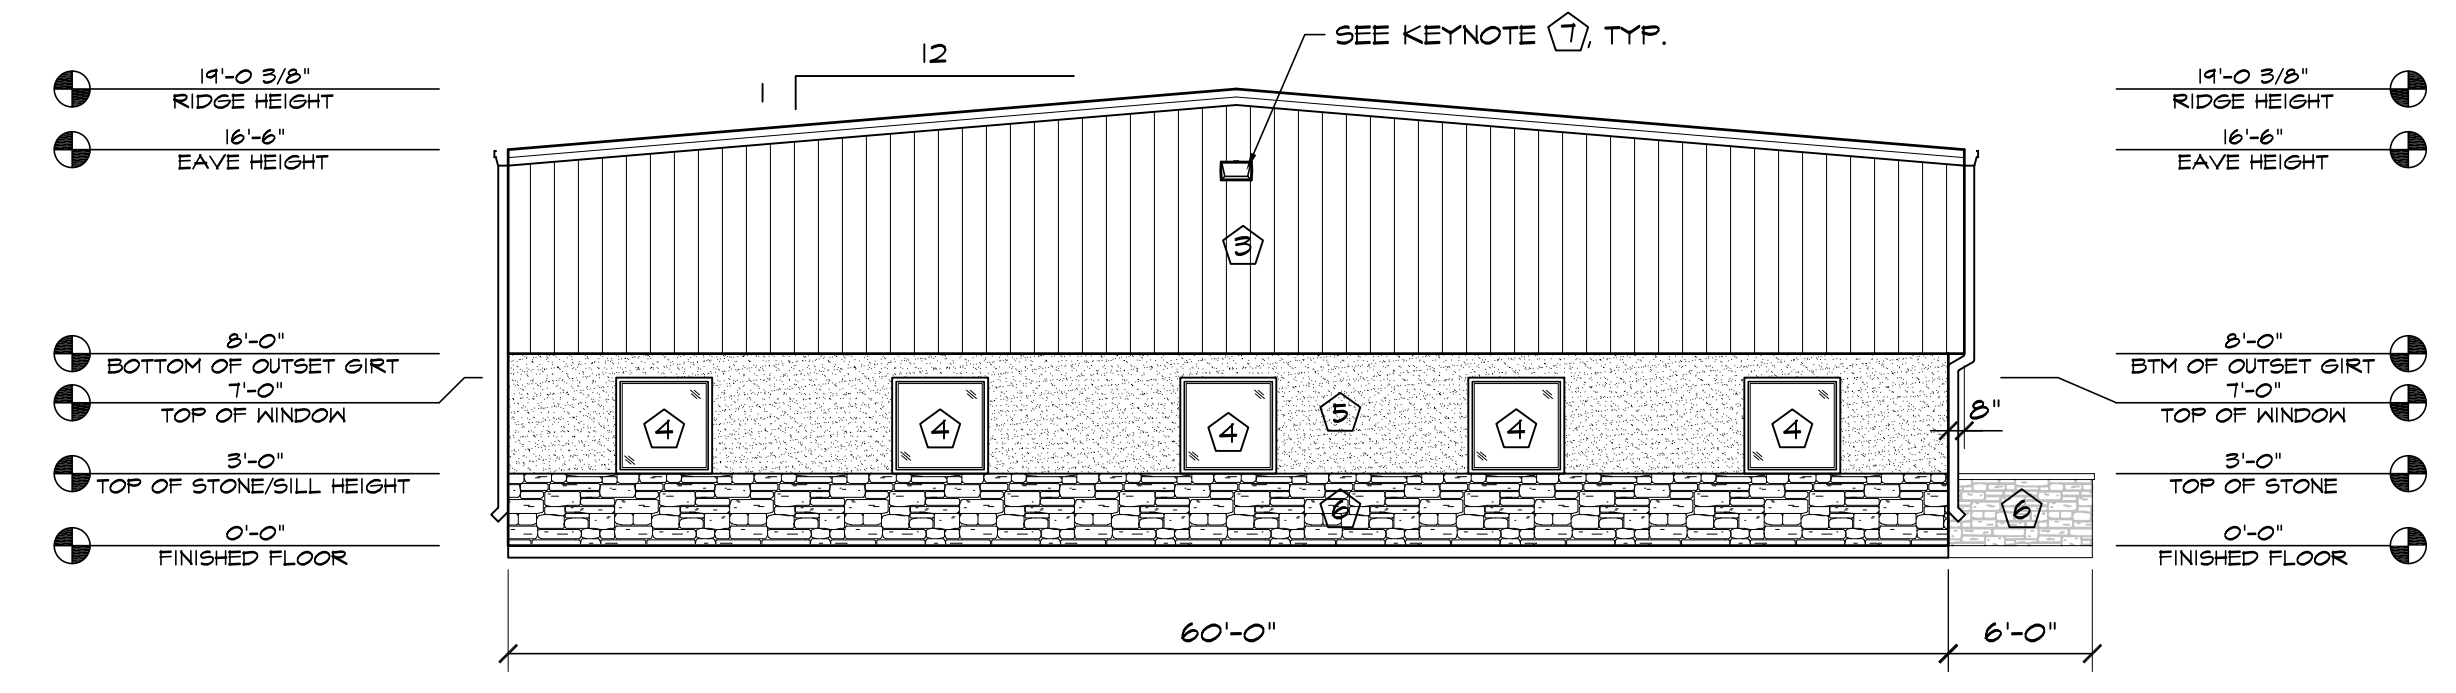 SEE KEYNOTE 7, TYP.
12
1
19'-0 3/8"
RIDGE HEIGHT
16'-6"
EAVE HEIGHT
8'-0"
BOTTOM OF OUTSET GIRT
7'-0"
TOP OF WINDOW
3'-0"
TOP OF STONE/SILL HEIGHT
0'-0"
FINISHED FLOOR
3
4
4
4
5
4
4
6
8"
6
19'-0 3/8"
RIDGE HEIGHT
16'-6"
EAVE HEIGHT
8'-0"
BTM OF OUTSET GIRT
7'-0"
TOP OF WINDOW
3'-0"
TOP OF STONE
0'-0"
FINISHED FLOOR
60'-0"
6'-0"